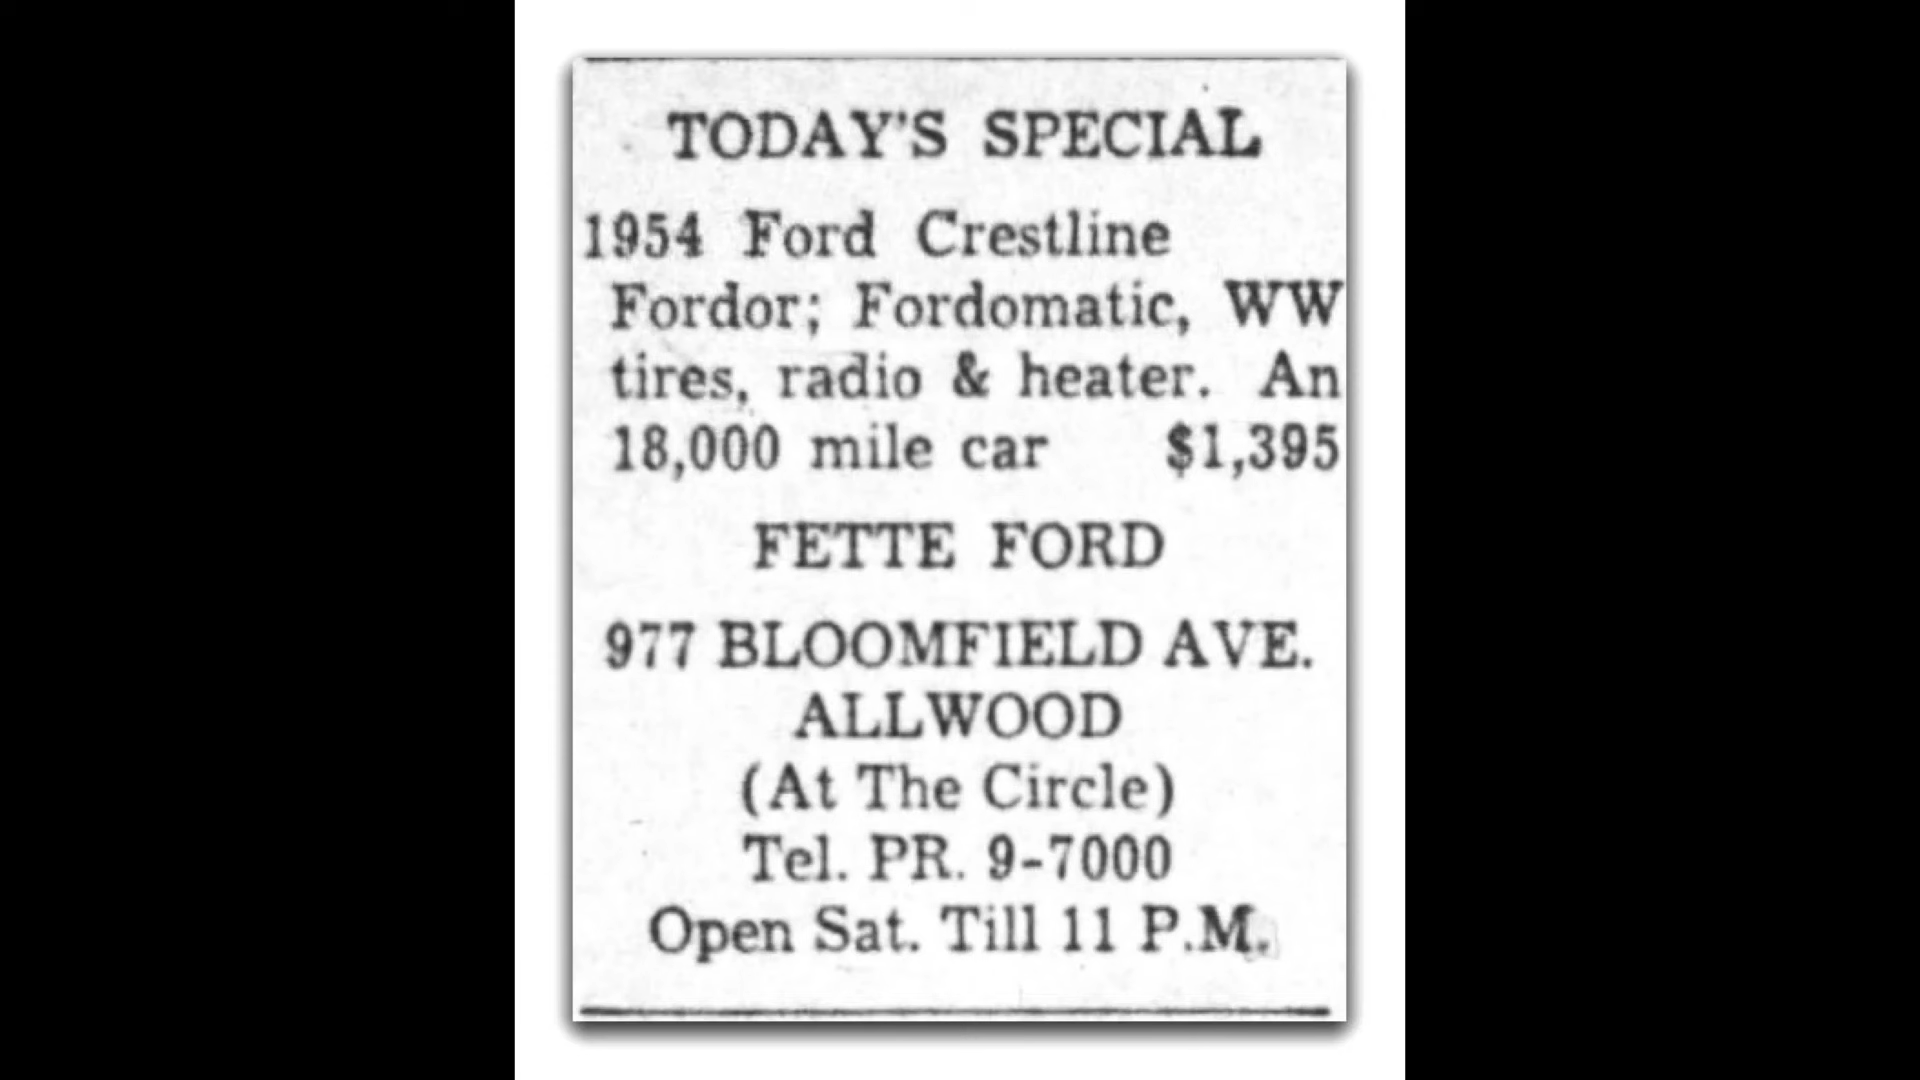 TODAY'S SPECIAL
1954 Ford Crestline
Fordor; Fordomatic, WW
tires, radio & heater. An
18,000 mile car $1,395
FETTE FORD
977 BLOOMFIELD AVE.
ALLWOOD
(At The Circle)
Tel. PR. 9-7000
Open Sat. Till 11 P.M.